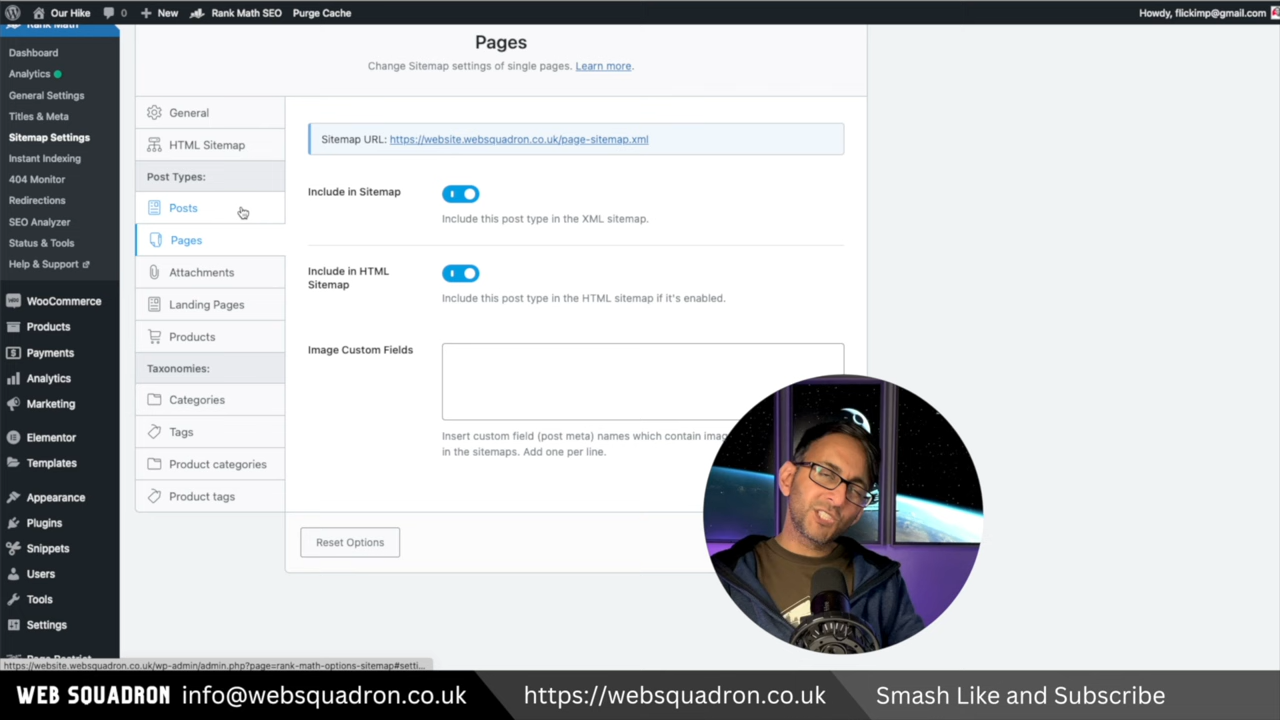 Our Hike
0
New
Rank Math SEO
Purge Cache
Howdy, flickimp@gmail.com
Rank Math
Dashboard
Analytics
General Settings
Titles & Meta
Sitemap Settings
Instant Indexing
404 Monitor
Redirections
SEO Analyzer
Status & Tools
Help & Support
WooCommerce
Products
Payments
Analytics
Marketing
Elementor
Templates
Appearance
Plugins
Snippets
Users
Tools
Settings
Pages
Change Sitemap settings of single pages. Learn more.
General
HTML Sitemap
Post Types:
Posts
Pages
Attachments
Landing Pages
Products
Taxonomies:
Categories
Tags
Product categories
Product tags
Sitemap URL: https://website.websquadron.co.uk/page-sitemap.xml
Include in Sitemap
Include this post type in the XML sitemap.
Include in HTML
Sitemap
Include this post type in the HTML sitemap if it's enabled.
Image Custom Fields
Insert custom field (post meta) names which contain
in the sitemaps. Add one per line.
Reset Options
https://website.websquadron.co.uk/wp-admin/admin.php?page=rank-math-options-sitemap#setti...
WEB SQUADRON
info@websquadron.co.uk
https://websquadron.co.uk
Smash Like and Subscribe